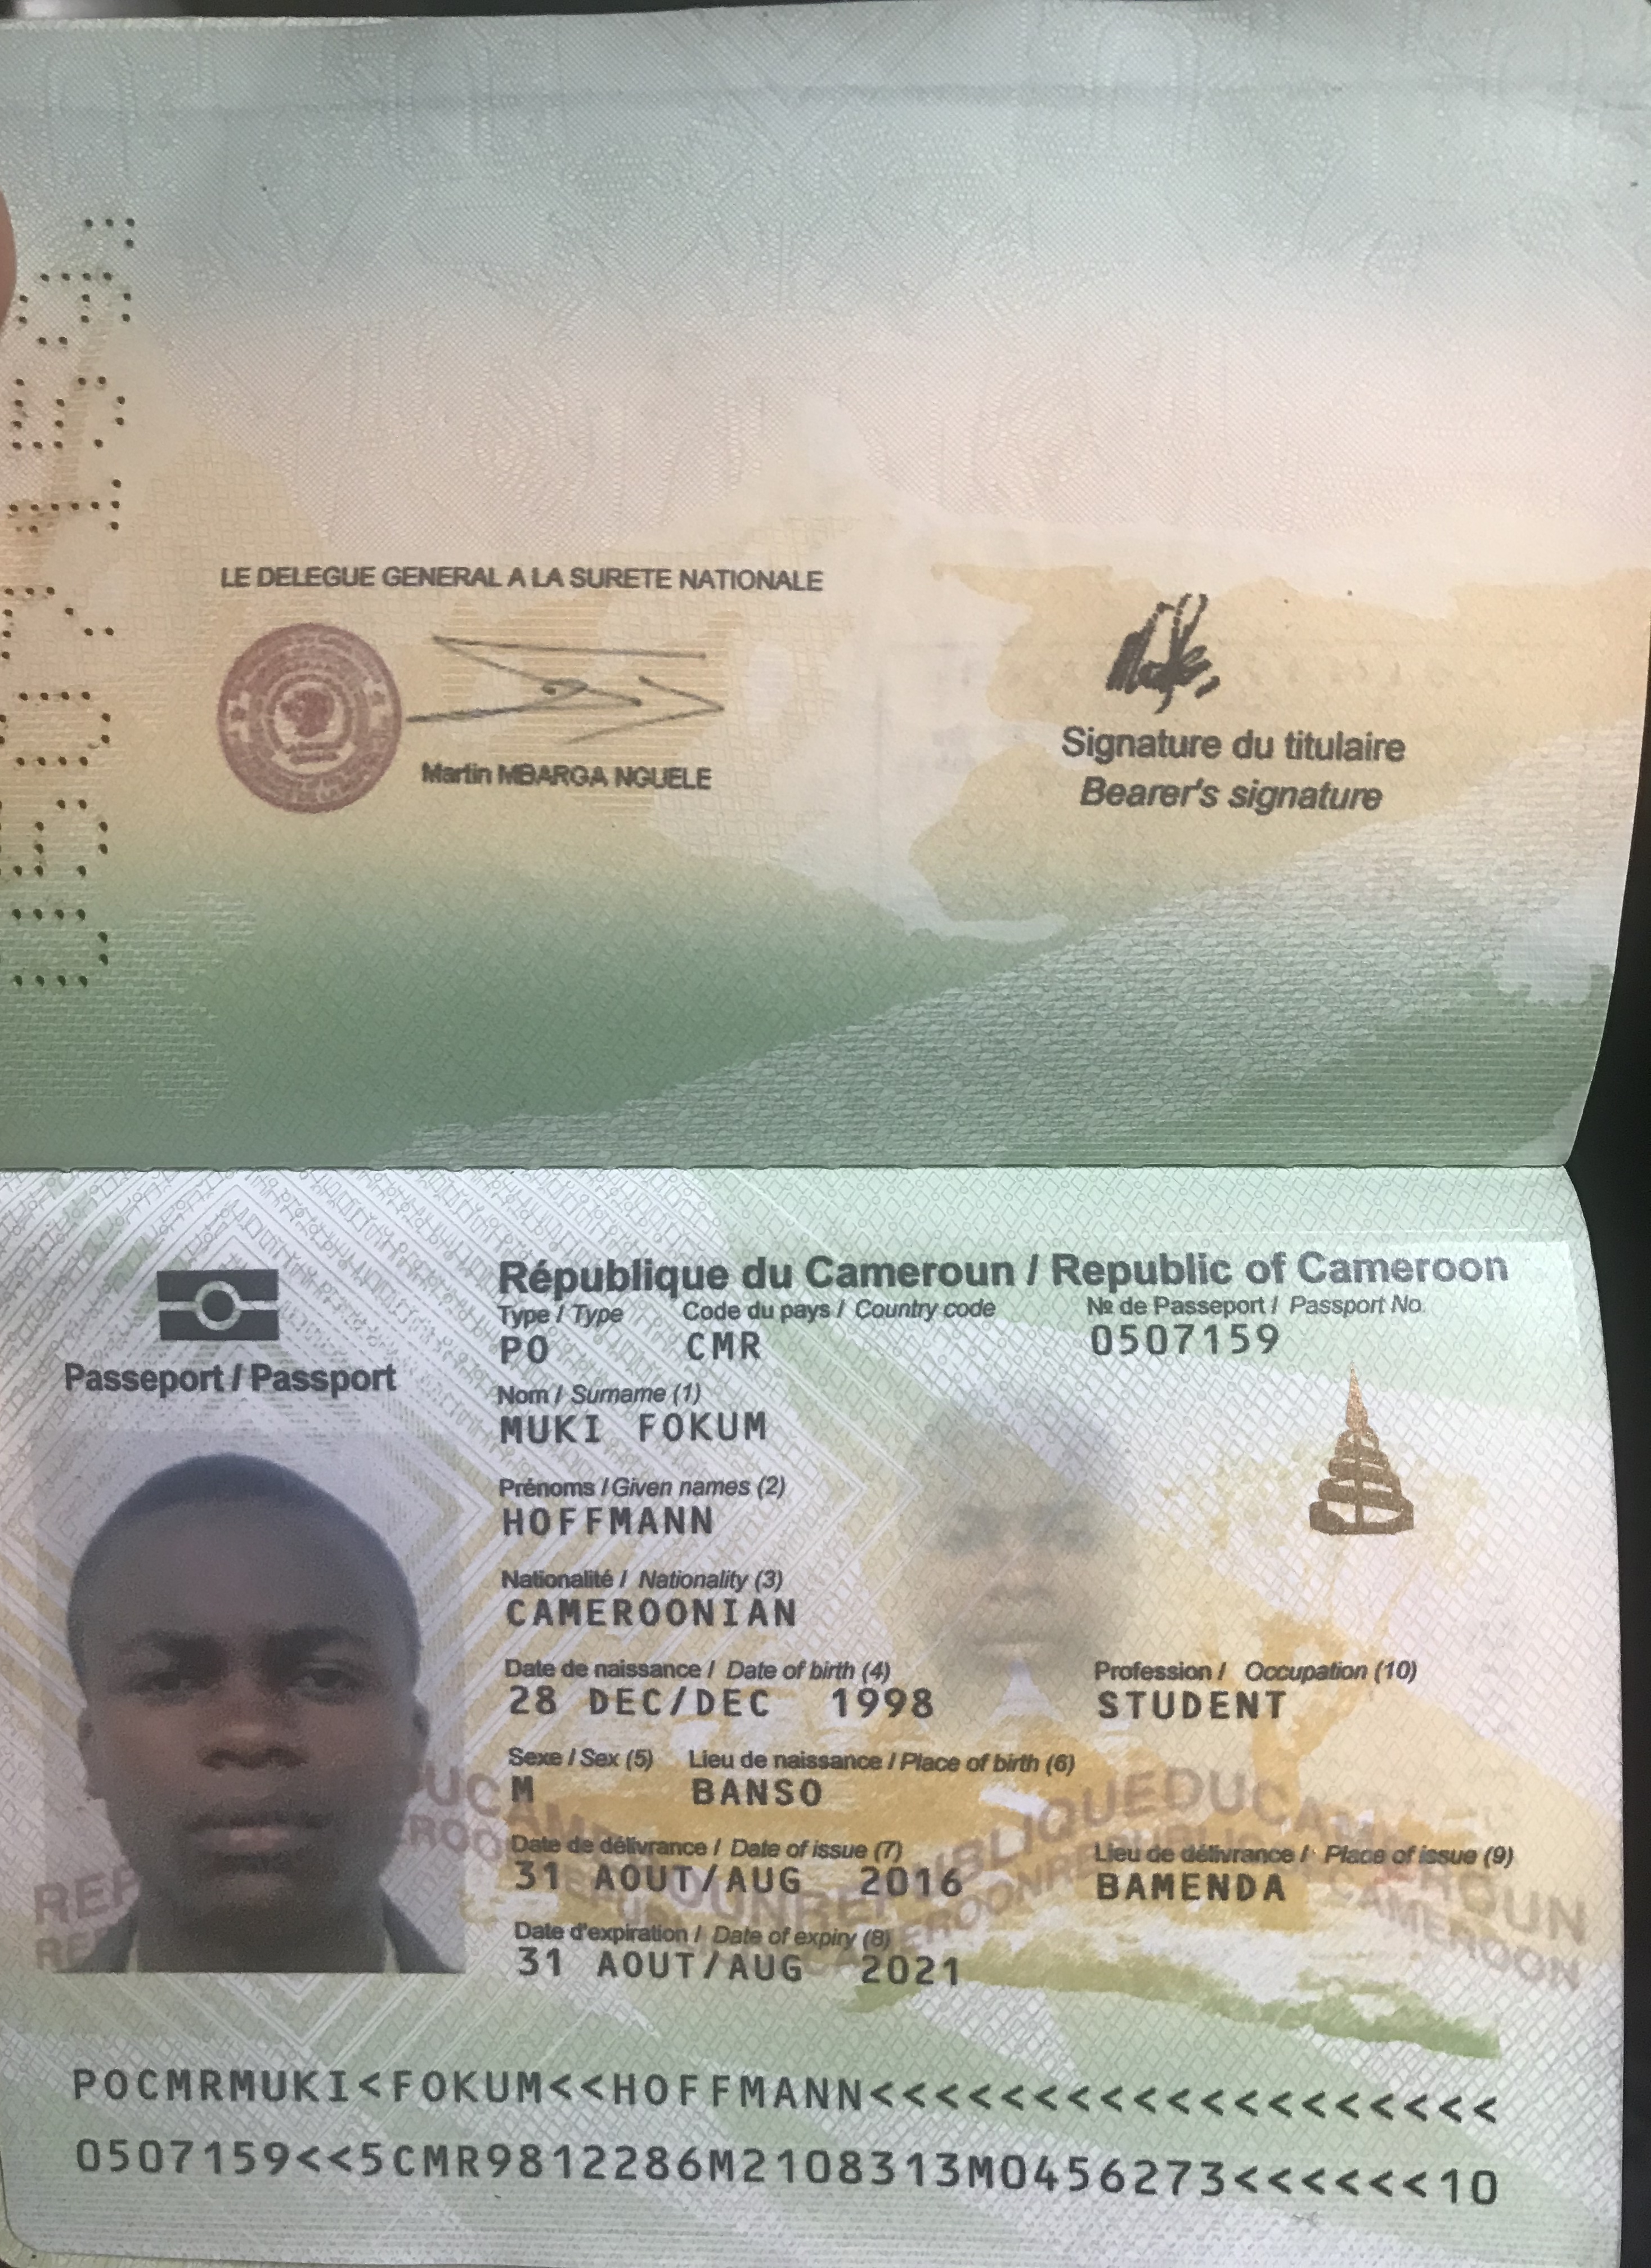 LE DELEGUE GENERAL A LA SURETE NATIONALE
Martin MBARGA NGUELE
Signature du titulaire
Bearer's signature
République du Cameroun / Republic of Cameroon
Passeport / Passport
Type / Type Code du pays / Country code № de Passeport / Passport No.
PO CMR 0507159
Nom / Surname (1)
MUKI FOKUM
Prénoms / Given names (2)
HOFFMANN
Nationalité / Nationality (3)
CAMEROONIAN
Date de naissance / Date of birth (4) Profession / Occupation (10)
28 DEC/DEC 1998 STUDENT
Sexe / Sex (5) Lieu de naissance / Place of birth (6)
M BANSO
Date de délivrance / Date of issue (7) Lieu de délivrance / Place of issue (9)
31 AOUT/AUG 2016 BAMENDA
Date d'expiration / Date of expiry (8)
31 AOUT/AUG 2021
POCMRMUKI<FOKUM<<HOFFMANN<<<<<<<<<<<<<<<<<<<
0507159<<5CMR9812286M2108313M0456273<<<<<<10